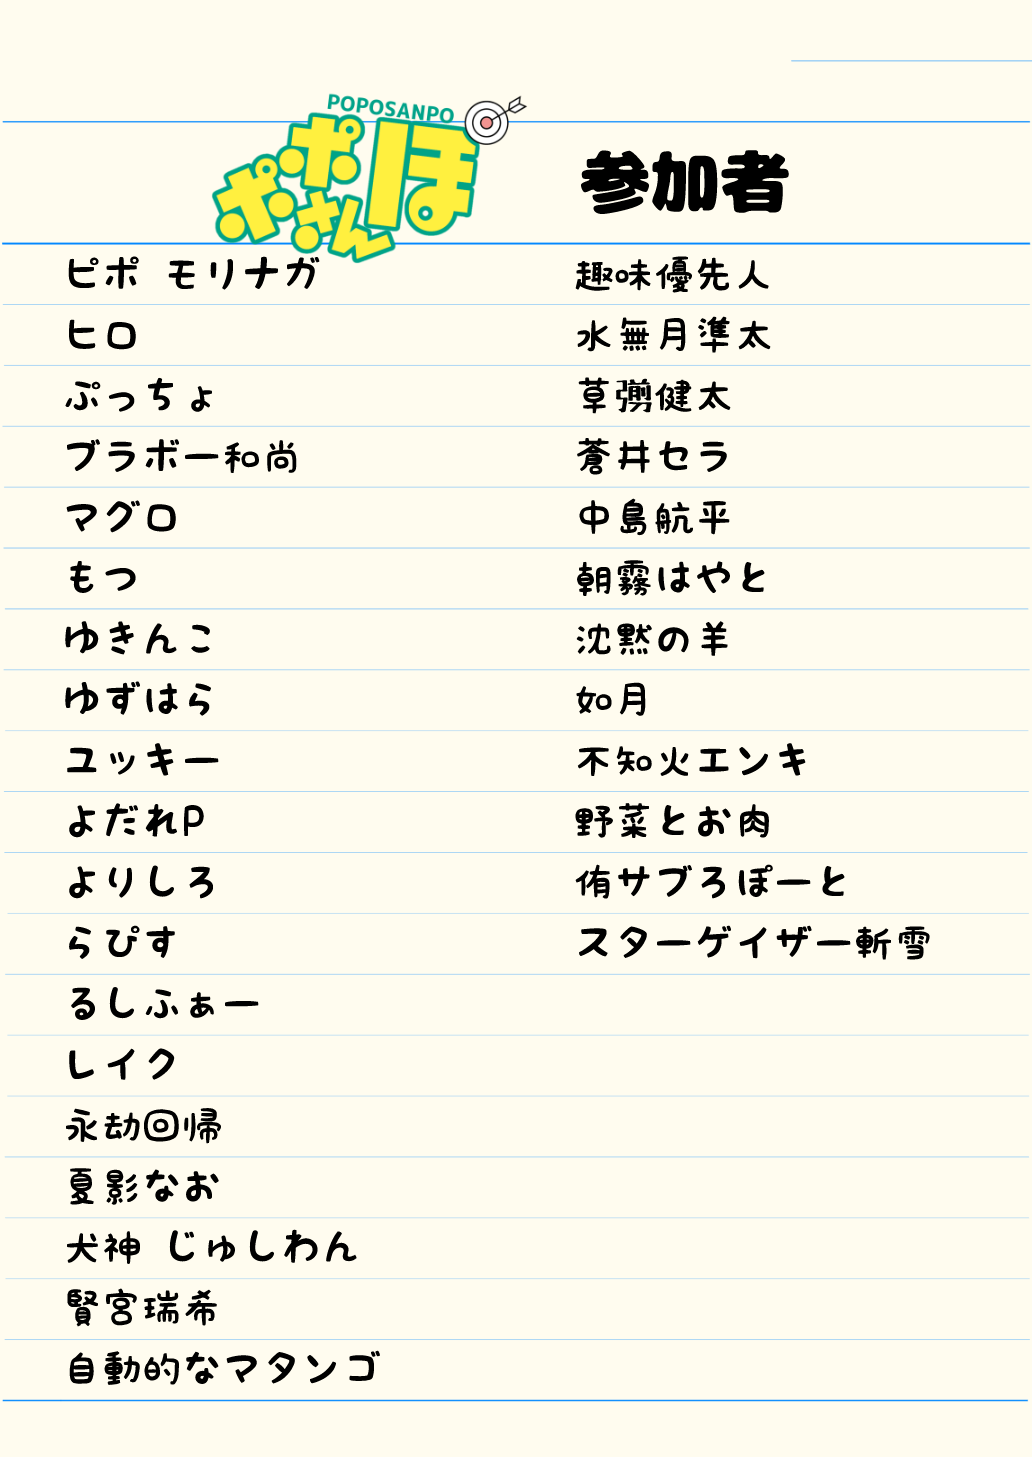 POPOSANPO
ポポさんぽ
参加者
ピポ モリナガ
ヒロ
ぷっちょ
ブラボー和尚
マグロ
もつ
ゆきんこ
ゆずはら
ユッキー
よだれP
よりしろ
らぴす
るしふぁー
レイク
永劫回帰
夏影なお
犬神 じゅしわん
賢宮瑞希
自動的なマタンゴ
趣味優先人
水無月準太
草彅健太
蒼井セラ
中島航平
朝霧はやと
沈黙の羊
如月
不知火エンキ
野菜とお肉
侑サブろぽーと
スターゲイザー斬雪